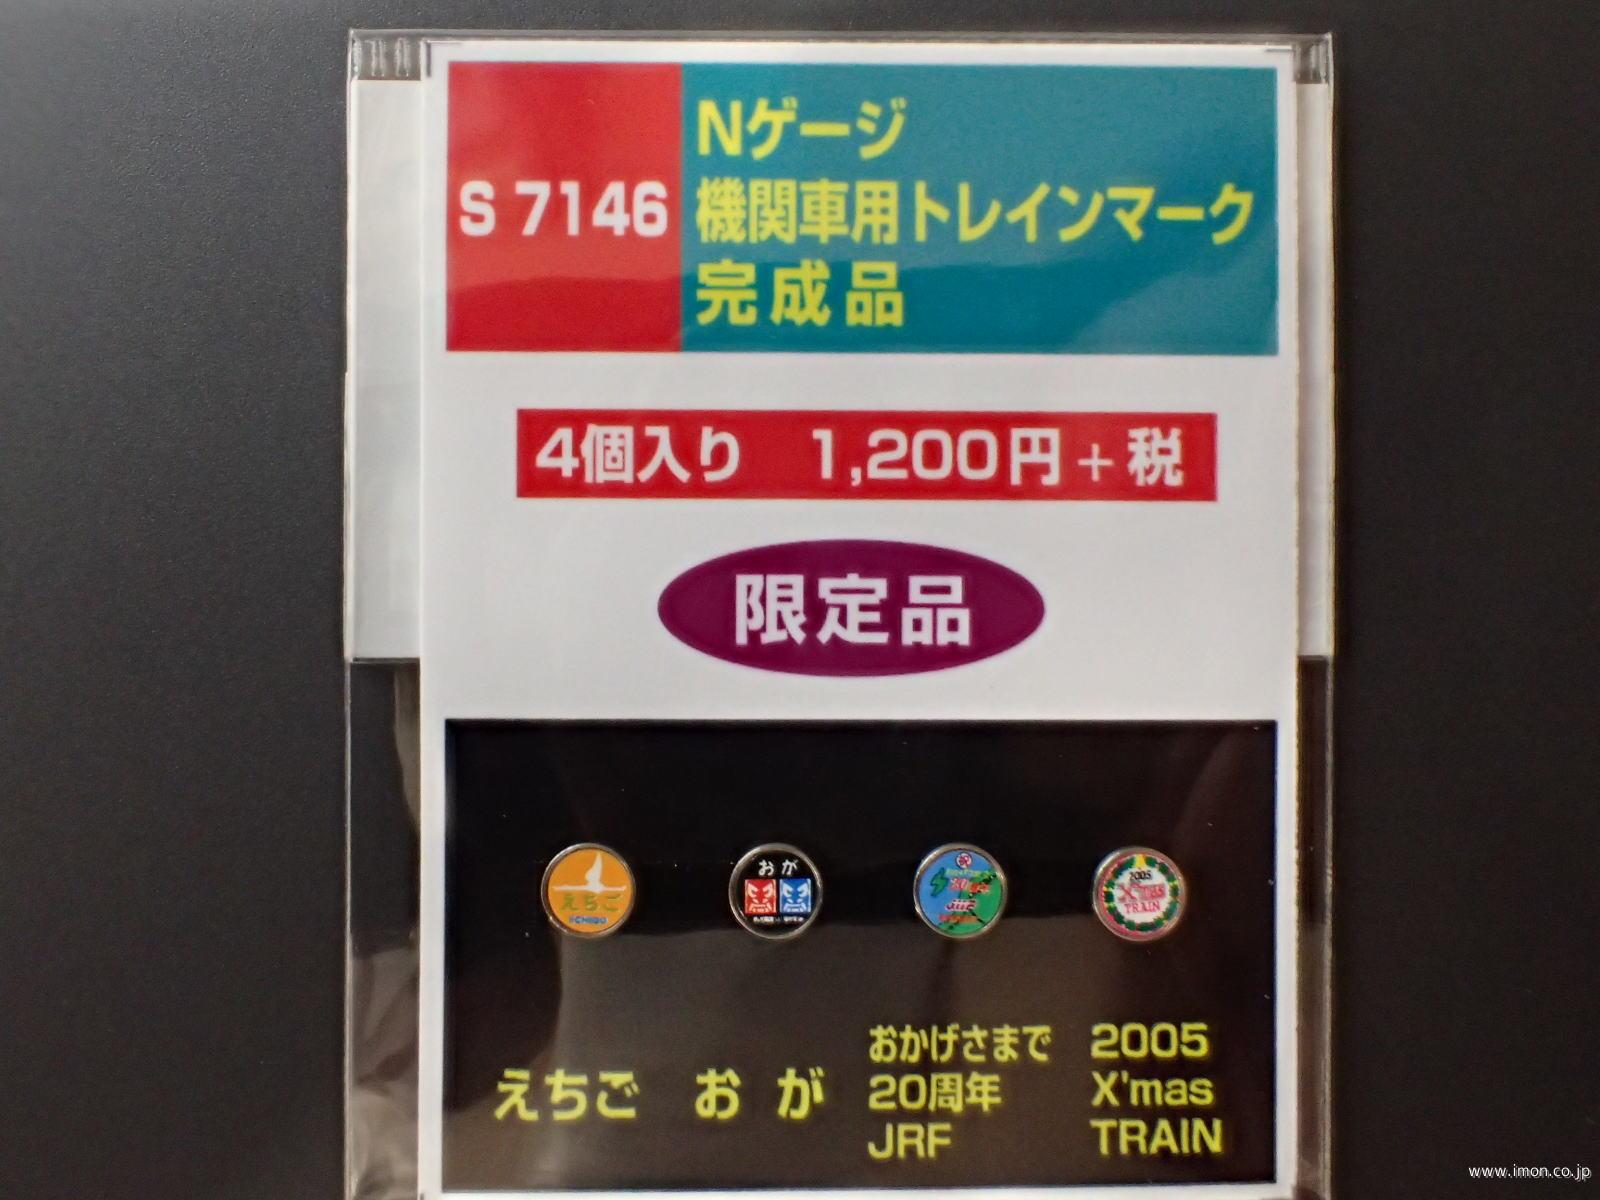 S 7146
Nゲージ
機関車用トレインマーク
完成品
4個入り 1,200円+税
限定品
えちご
おが
2005
X'mas
TRAIN
えちご
おが
おかげさまで
20周年
JRF
2005
X'mas
TRAIN
www.imon.co.jp